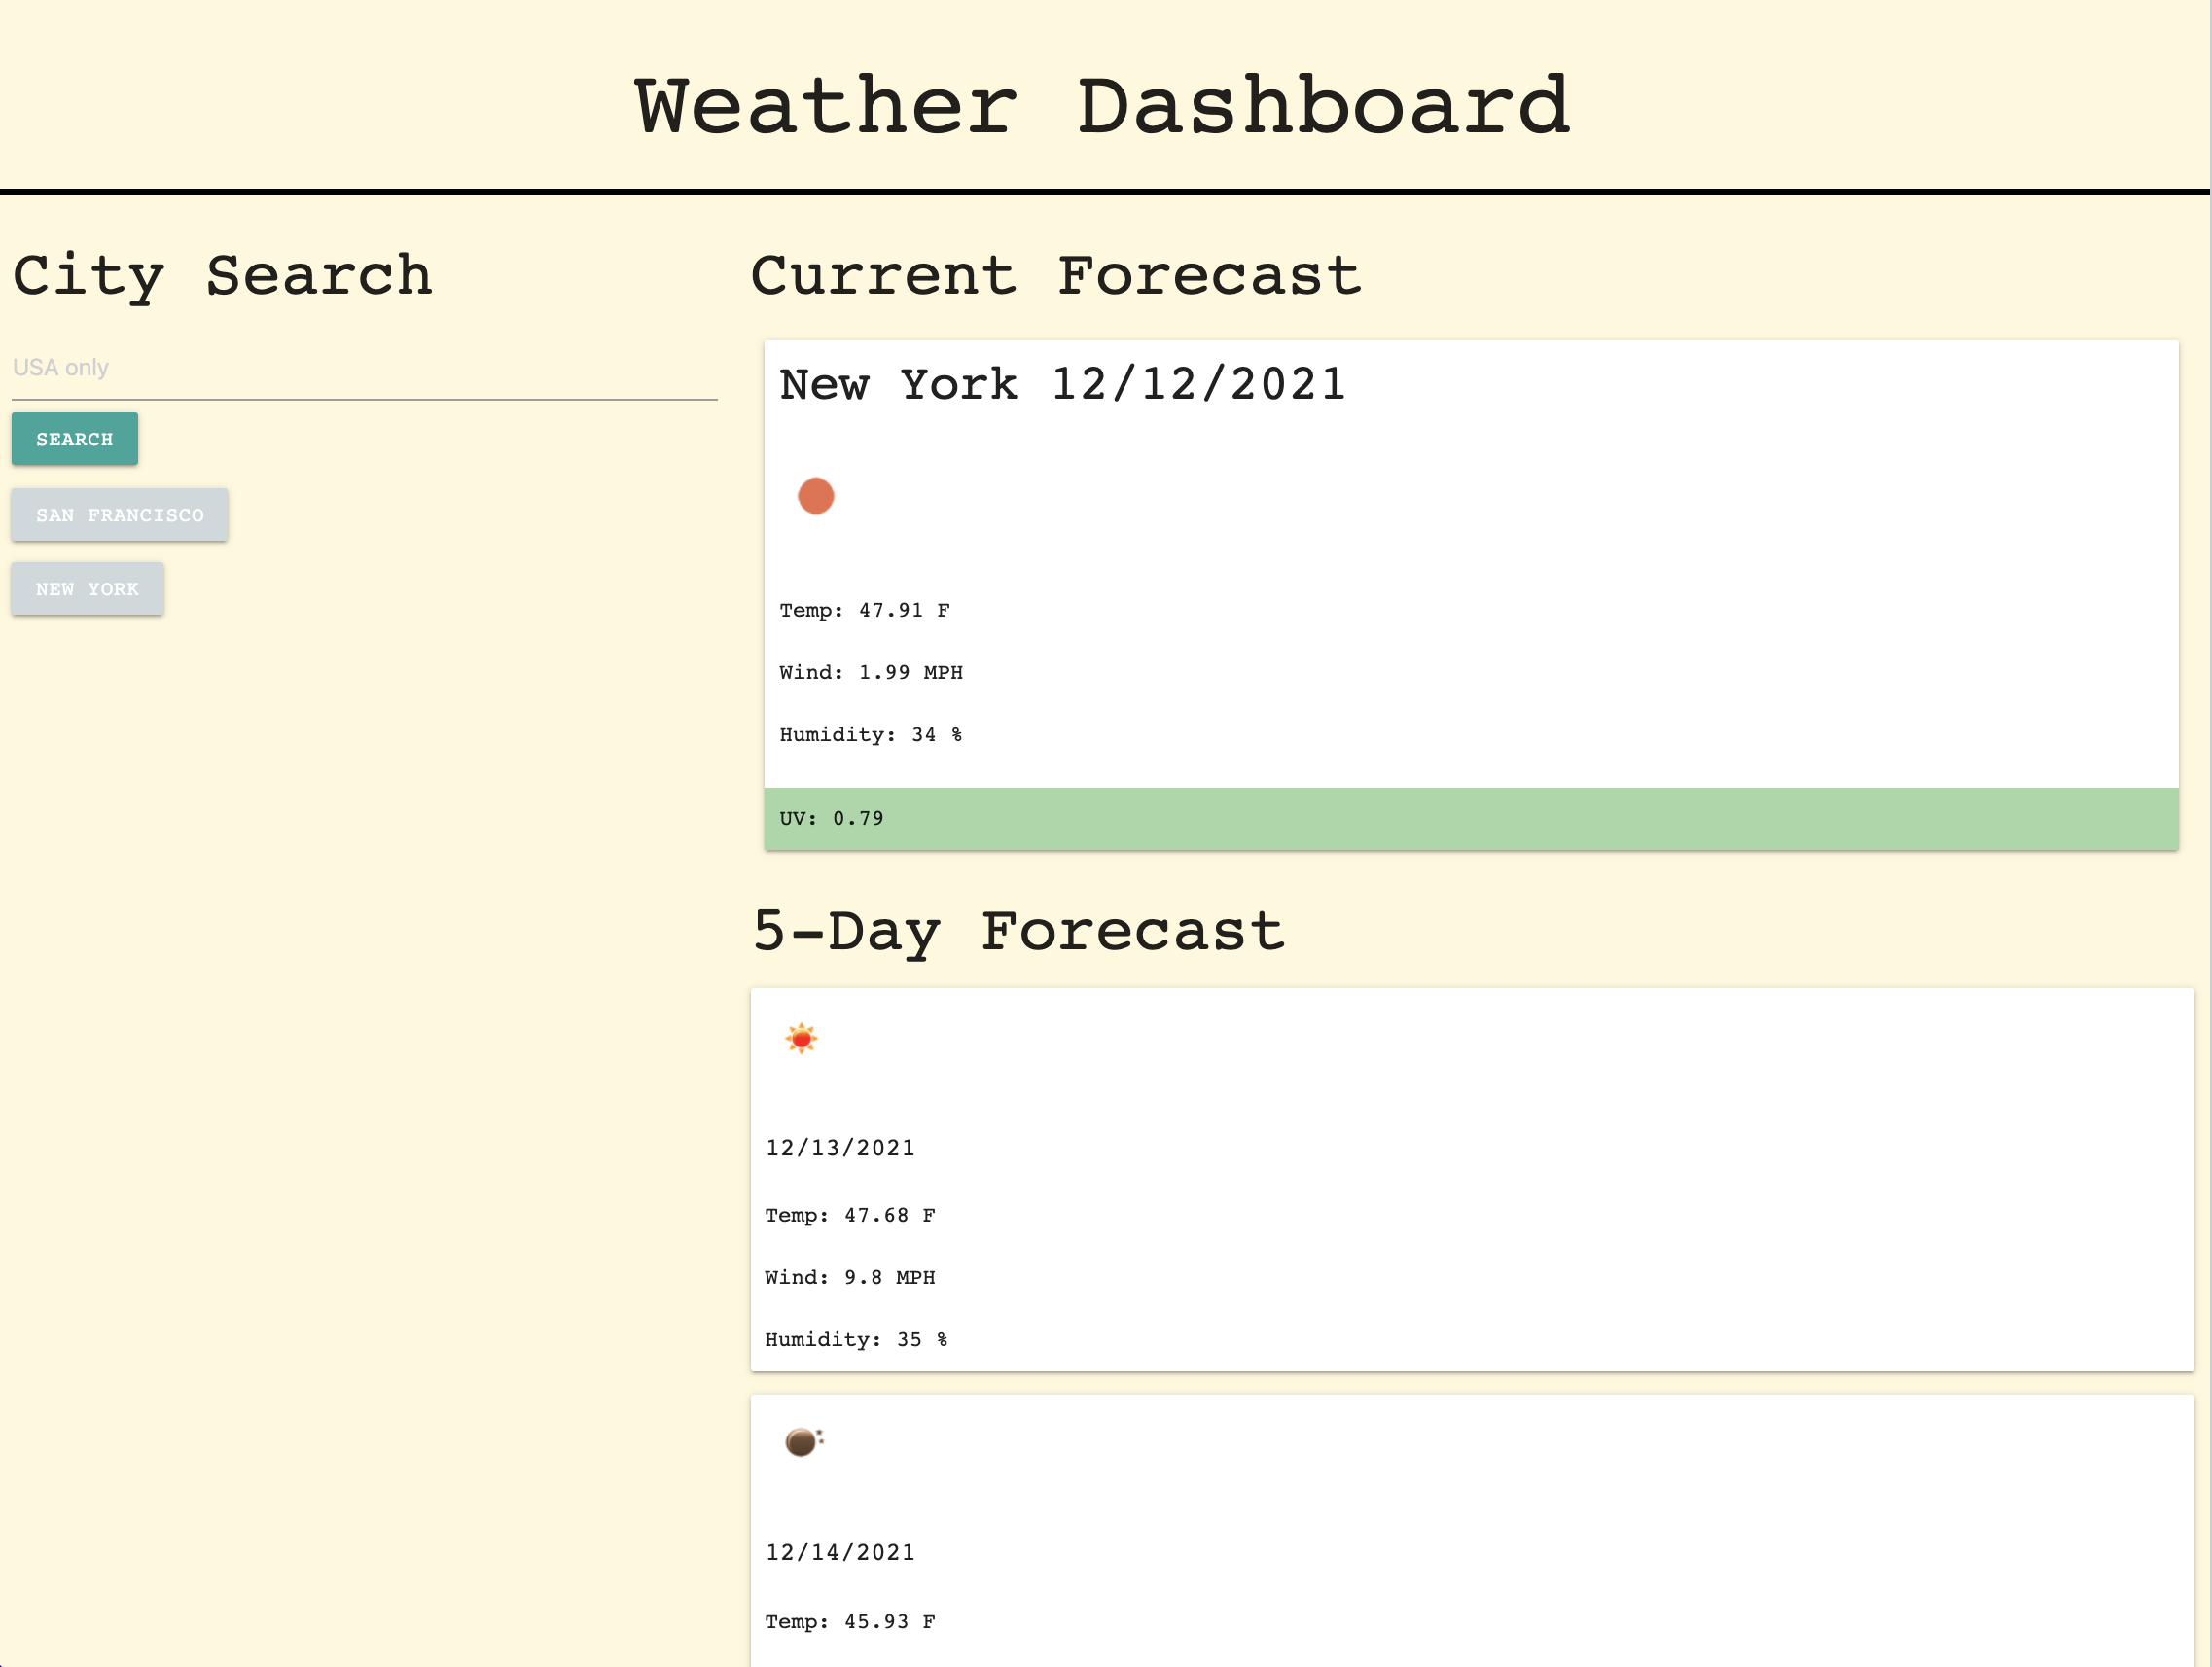 Weather Dashboard
City Search
USA only
SEARCH
SAN FRANCISCO
NEW YORK
Current Forecast
New York 12/12/2021
Temp: 47.91 F
Wind: 1.99 MPH
Humidity: 34 %
UV: 0.79
5-Day Forecast
12/13/2021
Temp: 47.68 F
Wind: 9.8 MPH
Humidity: 35 %
12/14/2021
Temp: 45.93 F